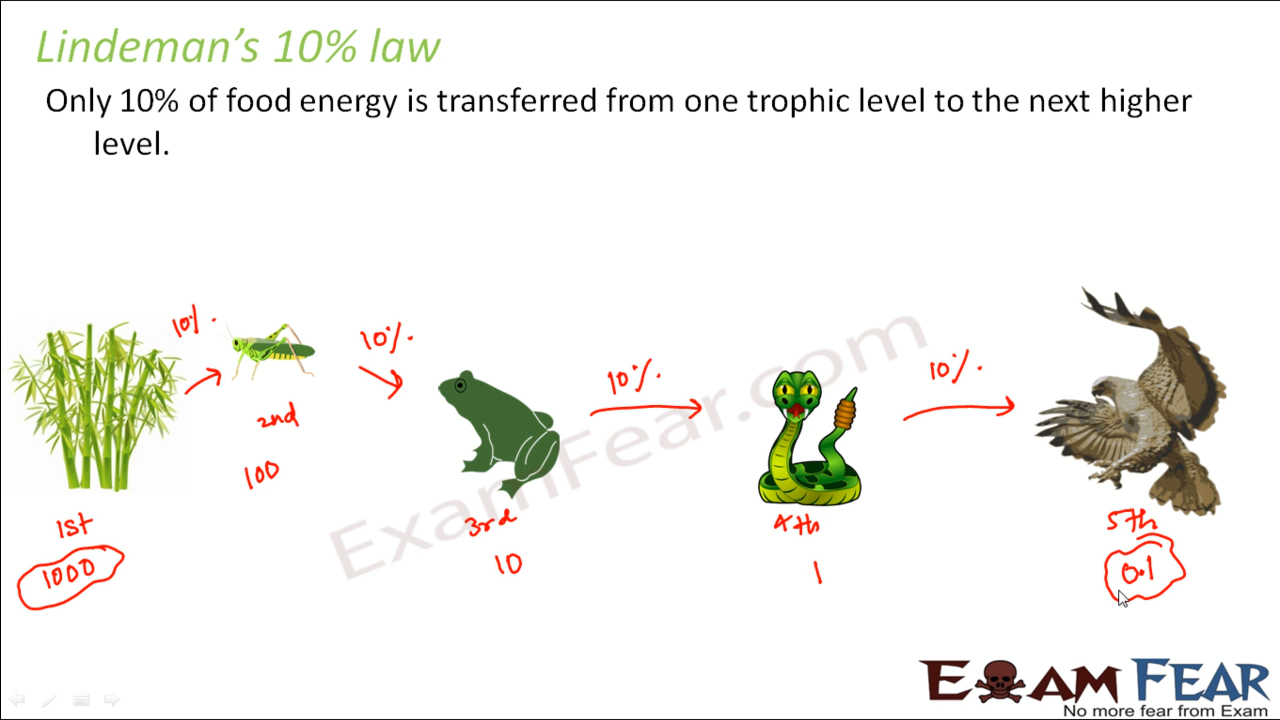 Lindeman's 10% law
Only 10% of food energy is transferred from one trophic level to the next higher
level.
10%.
10%.
10%.
10%.
2nd
100
1st
1000
3rd
10
4th
1
5th
0.1
ExamFear.com
EXAM FEAR
No more fear from Exam